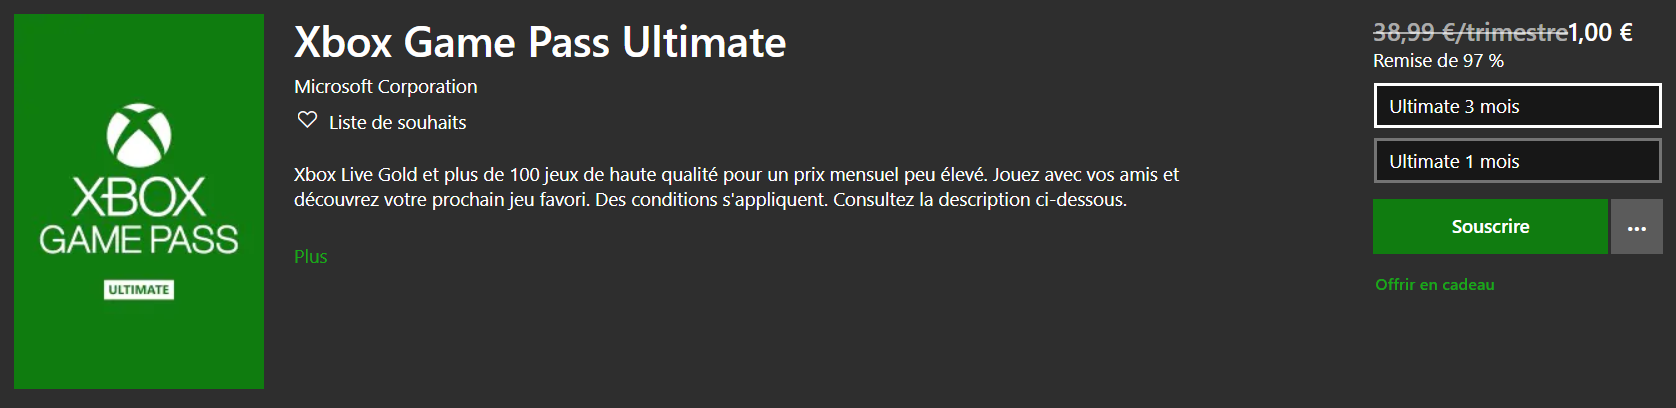 XBOX
GAME PASS
ULTIMATE
Xbox Game Pass Ultimate
Microsoft Corporation
Liste de souhaits
Xbox Live Gold et plus de 100 jeux de haute qualité pour un prix mensuel peu élevé. Jouez avec vos amis et
découvrez votre prochain jeu favori. Des conditions s'appliquent. Consultez la description ci-dessous.
Plus
38,99 €/trimestre1,00 €
Remise de 97 %
Ultimate 3 mois
Ultimate 1 mois
Souscrire
...
Offrir en cadeau